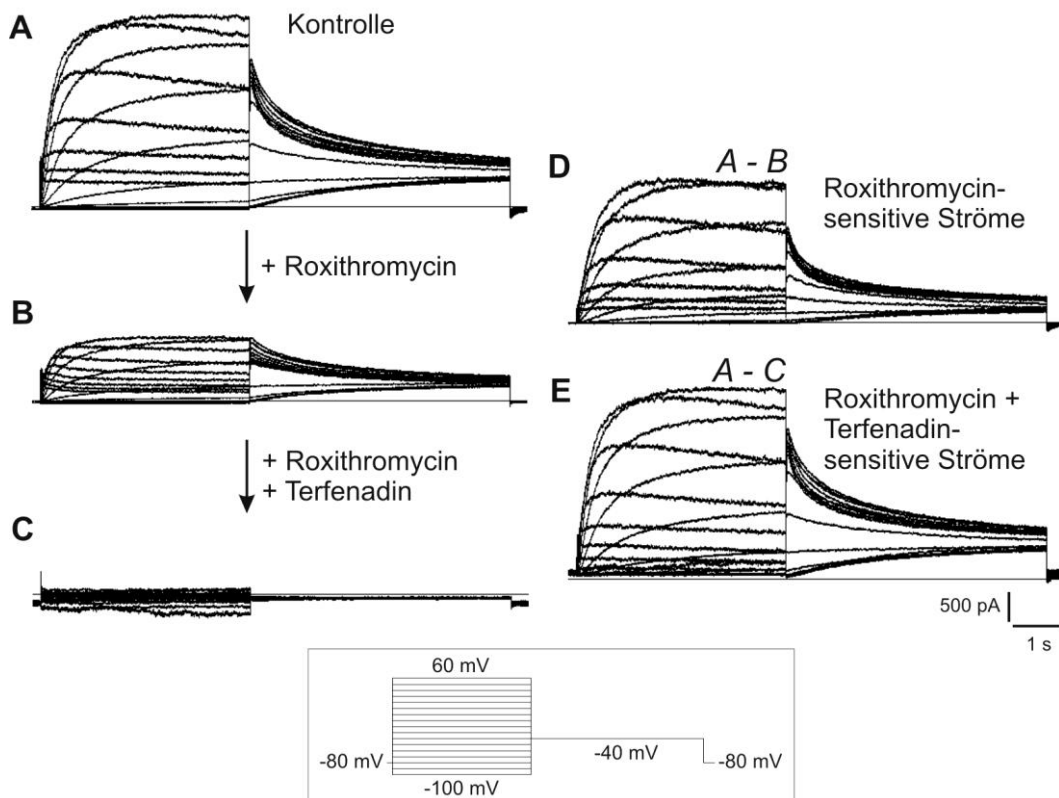 A
Kontrolle
+ Roxithromycin
B
+ Roxithromycin
+ Terfenadin
C
D
A - B
Roxithromycin-
sensitive Ströme
E
A - C
Roxithromycin +
Terfenadin-
sensitive Ströme
500 pA
1 s
60 mV
-80 mV
-40 mV
-80 mV
-100 mV